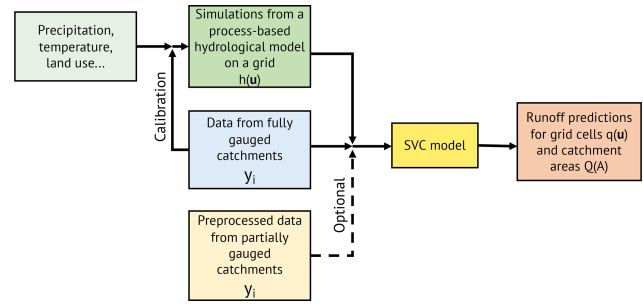 Precipitation,
temperature,
land use...
Simulations from a
process-based
hydrological model
on a grid
h(u)
Calibration
Data from fully
gauged
catchments
yi
Preprocessed data
from partially
gauged
catchments
yi
Optional
SVC model
Runoff predictions
for grid cells q(u)
and catchment
areas Q(A)